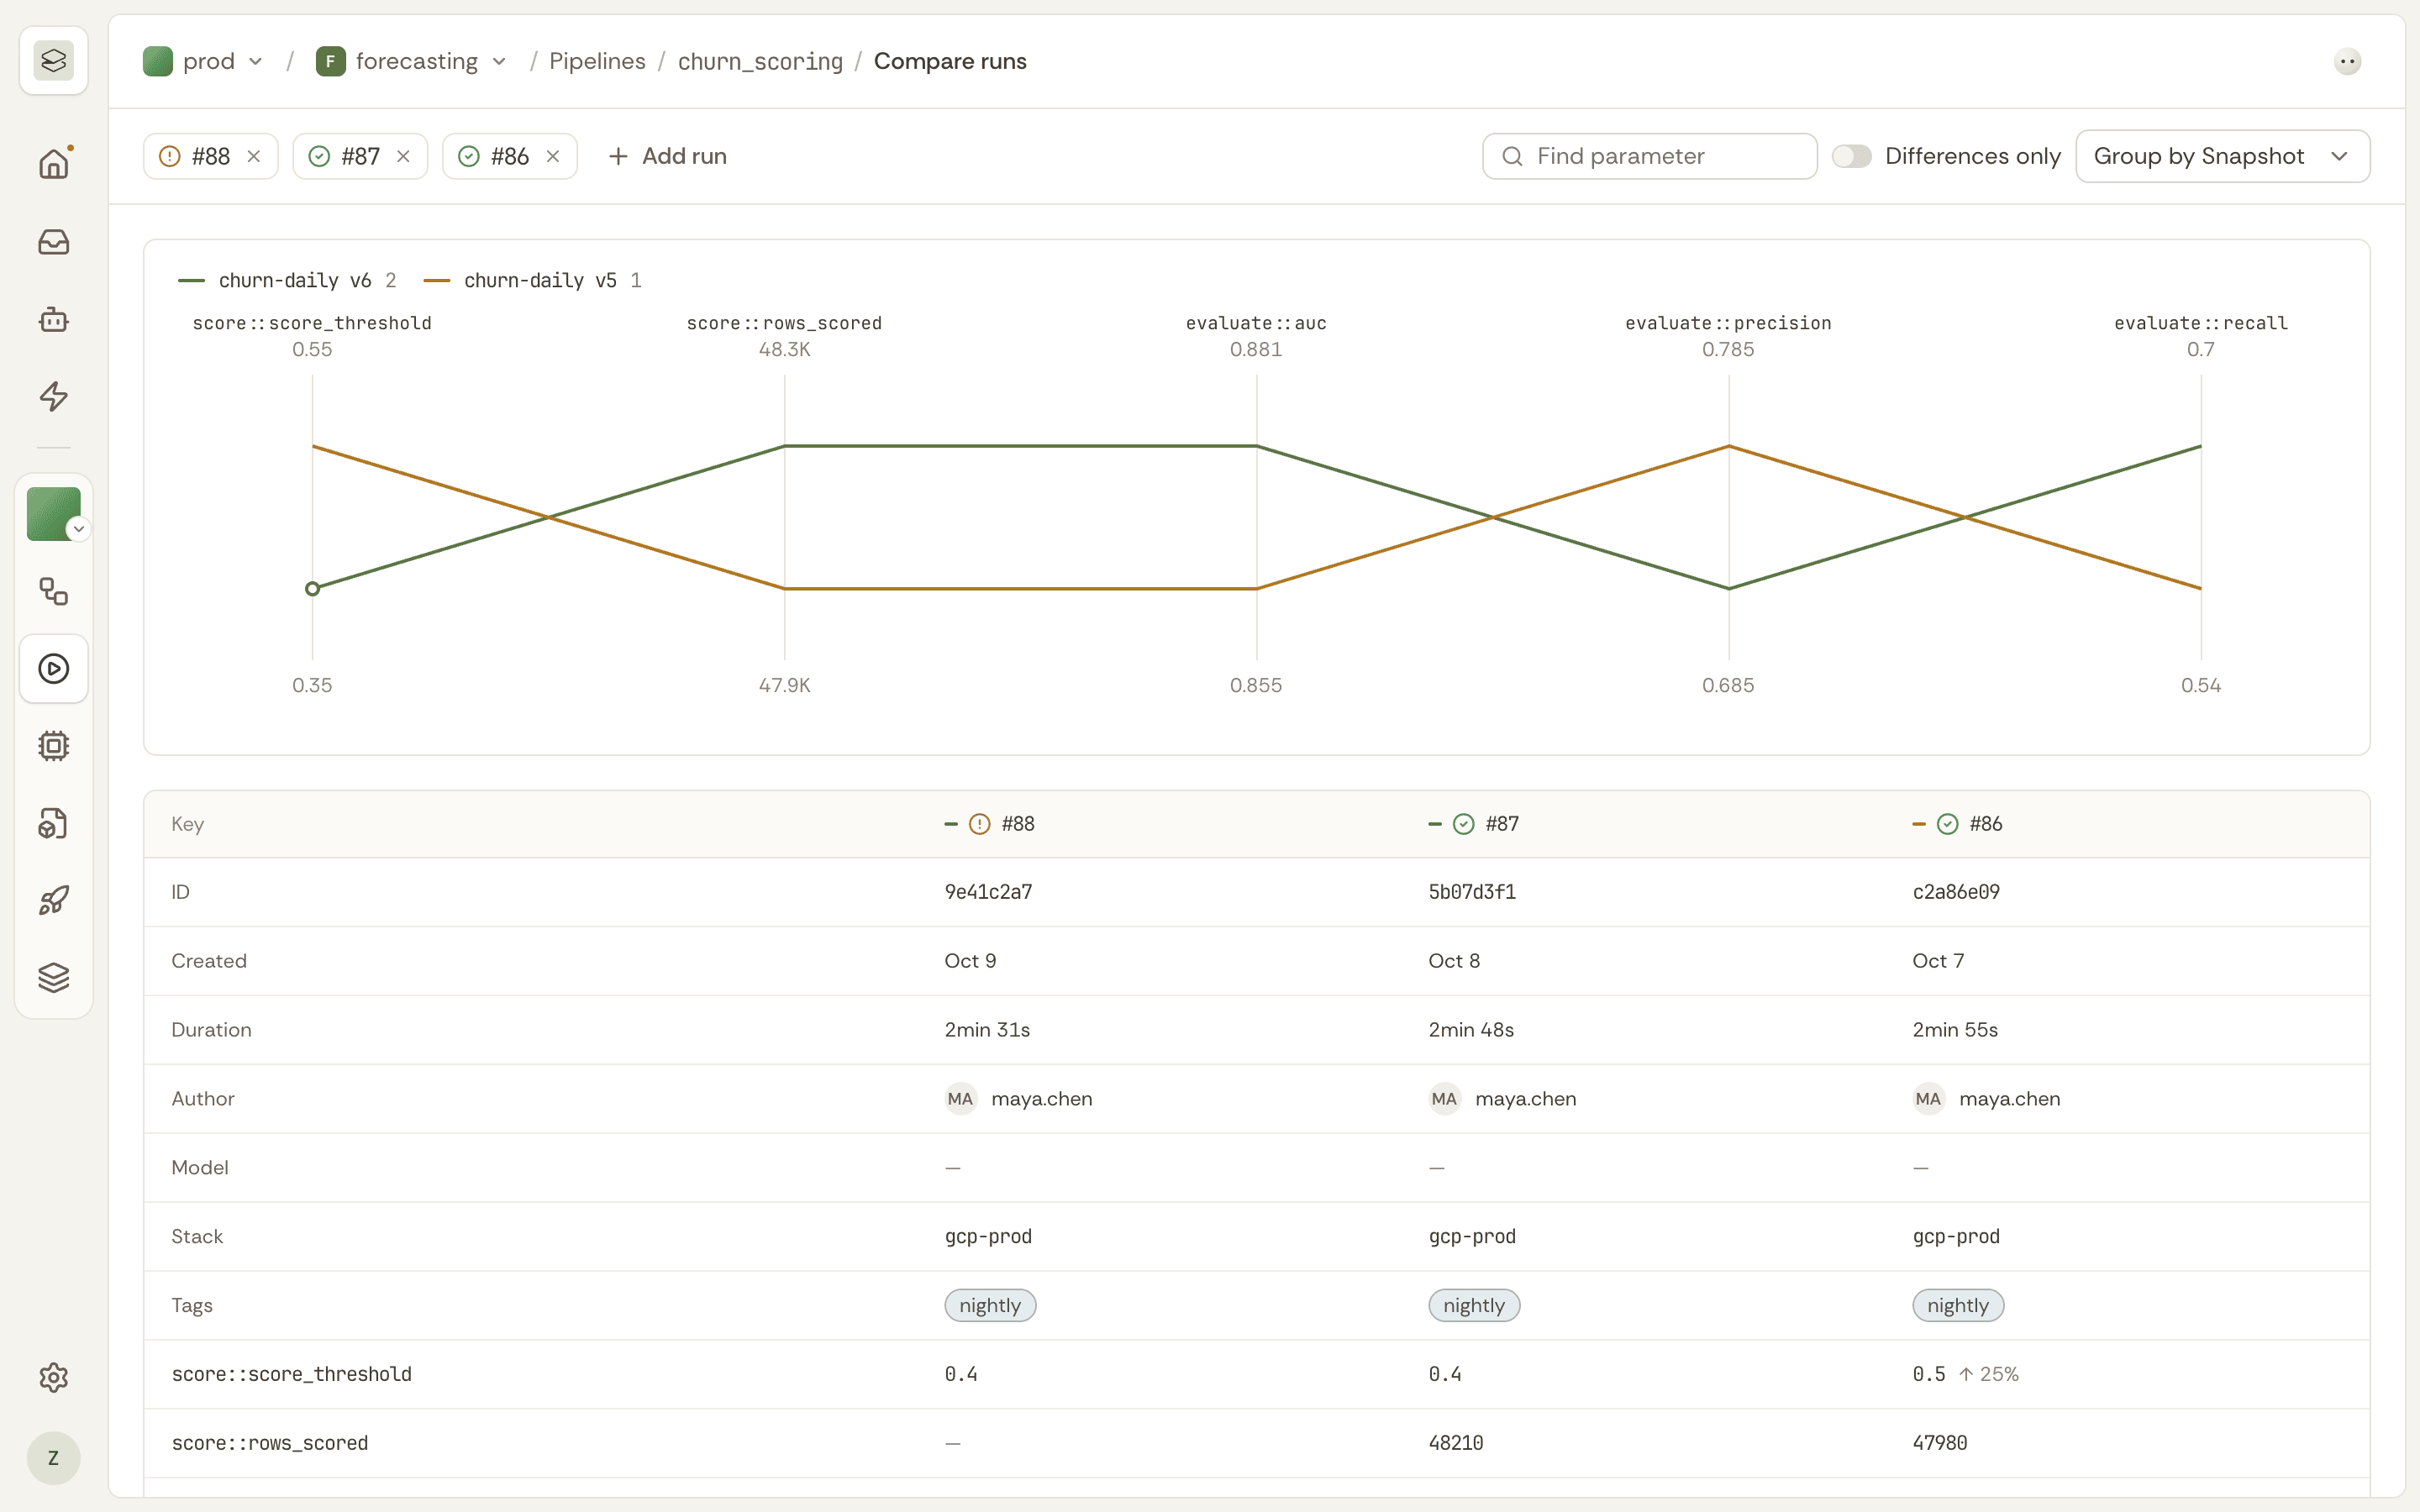 prod / F forecasting / Pipelines / churn_scoring / Compare runs
#88 #87 #86 + Add run Find parameter Differences only Group by Snapshot
churn-daily v6 2 churn-daily v5 1
score::score_threshold score::rows_scored evaluate::auc evaluate::precision evaluate::recall
0.55 48.3K 0.881 0.785 0.7
0.35 47.9K 0.855 0.685 0.54
Key #88 #87 #86
ID 9e41c2a7 5b07d3f1 c2a86e09
Created Oct 9 Oct 8 Oct 7
Duration 2min 31s 2min 48s 2min 55s
Author MA maya.chen MA maya.chen MA maya.chen
Model — — —
Stack gcp-prod gcp-prod gcp-prod
Tags nightly nightly nightly
score::score_threshold 0.4 0.4 0.5 ↑ 25%
score::rows_scored — 48210 47980
Z